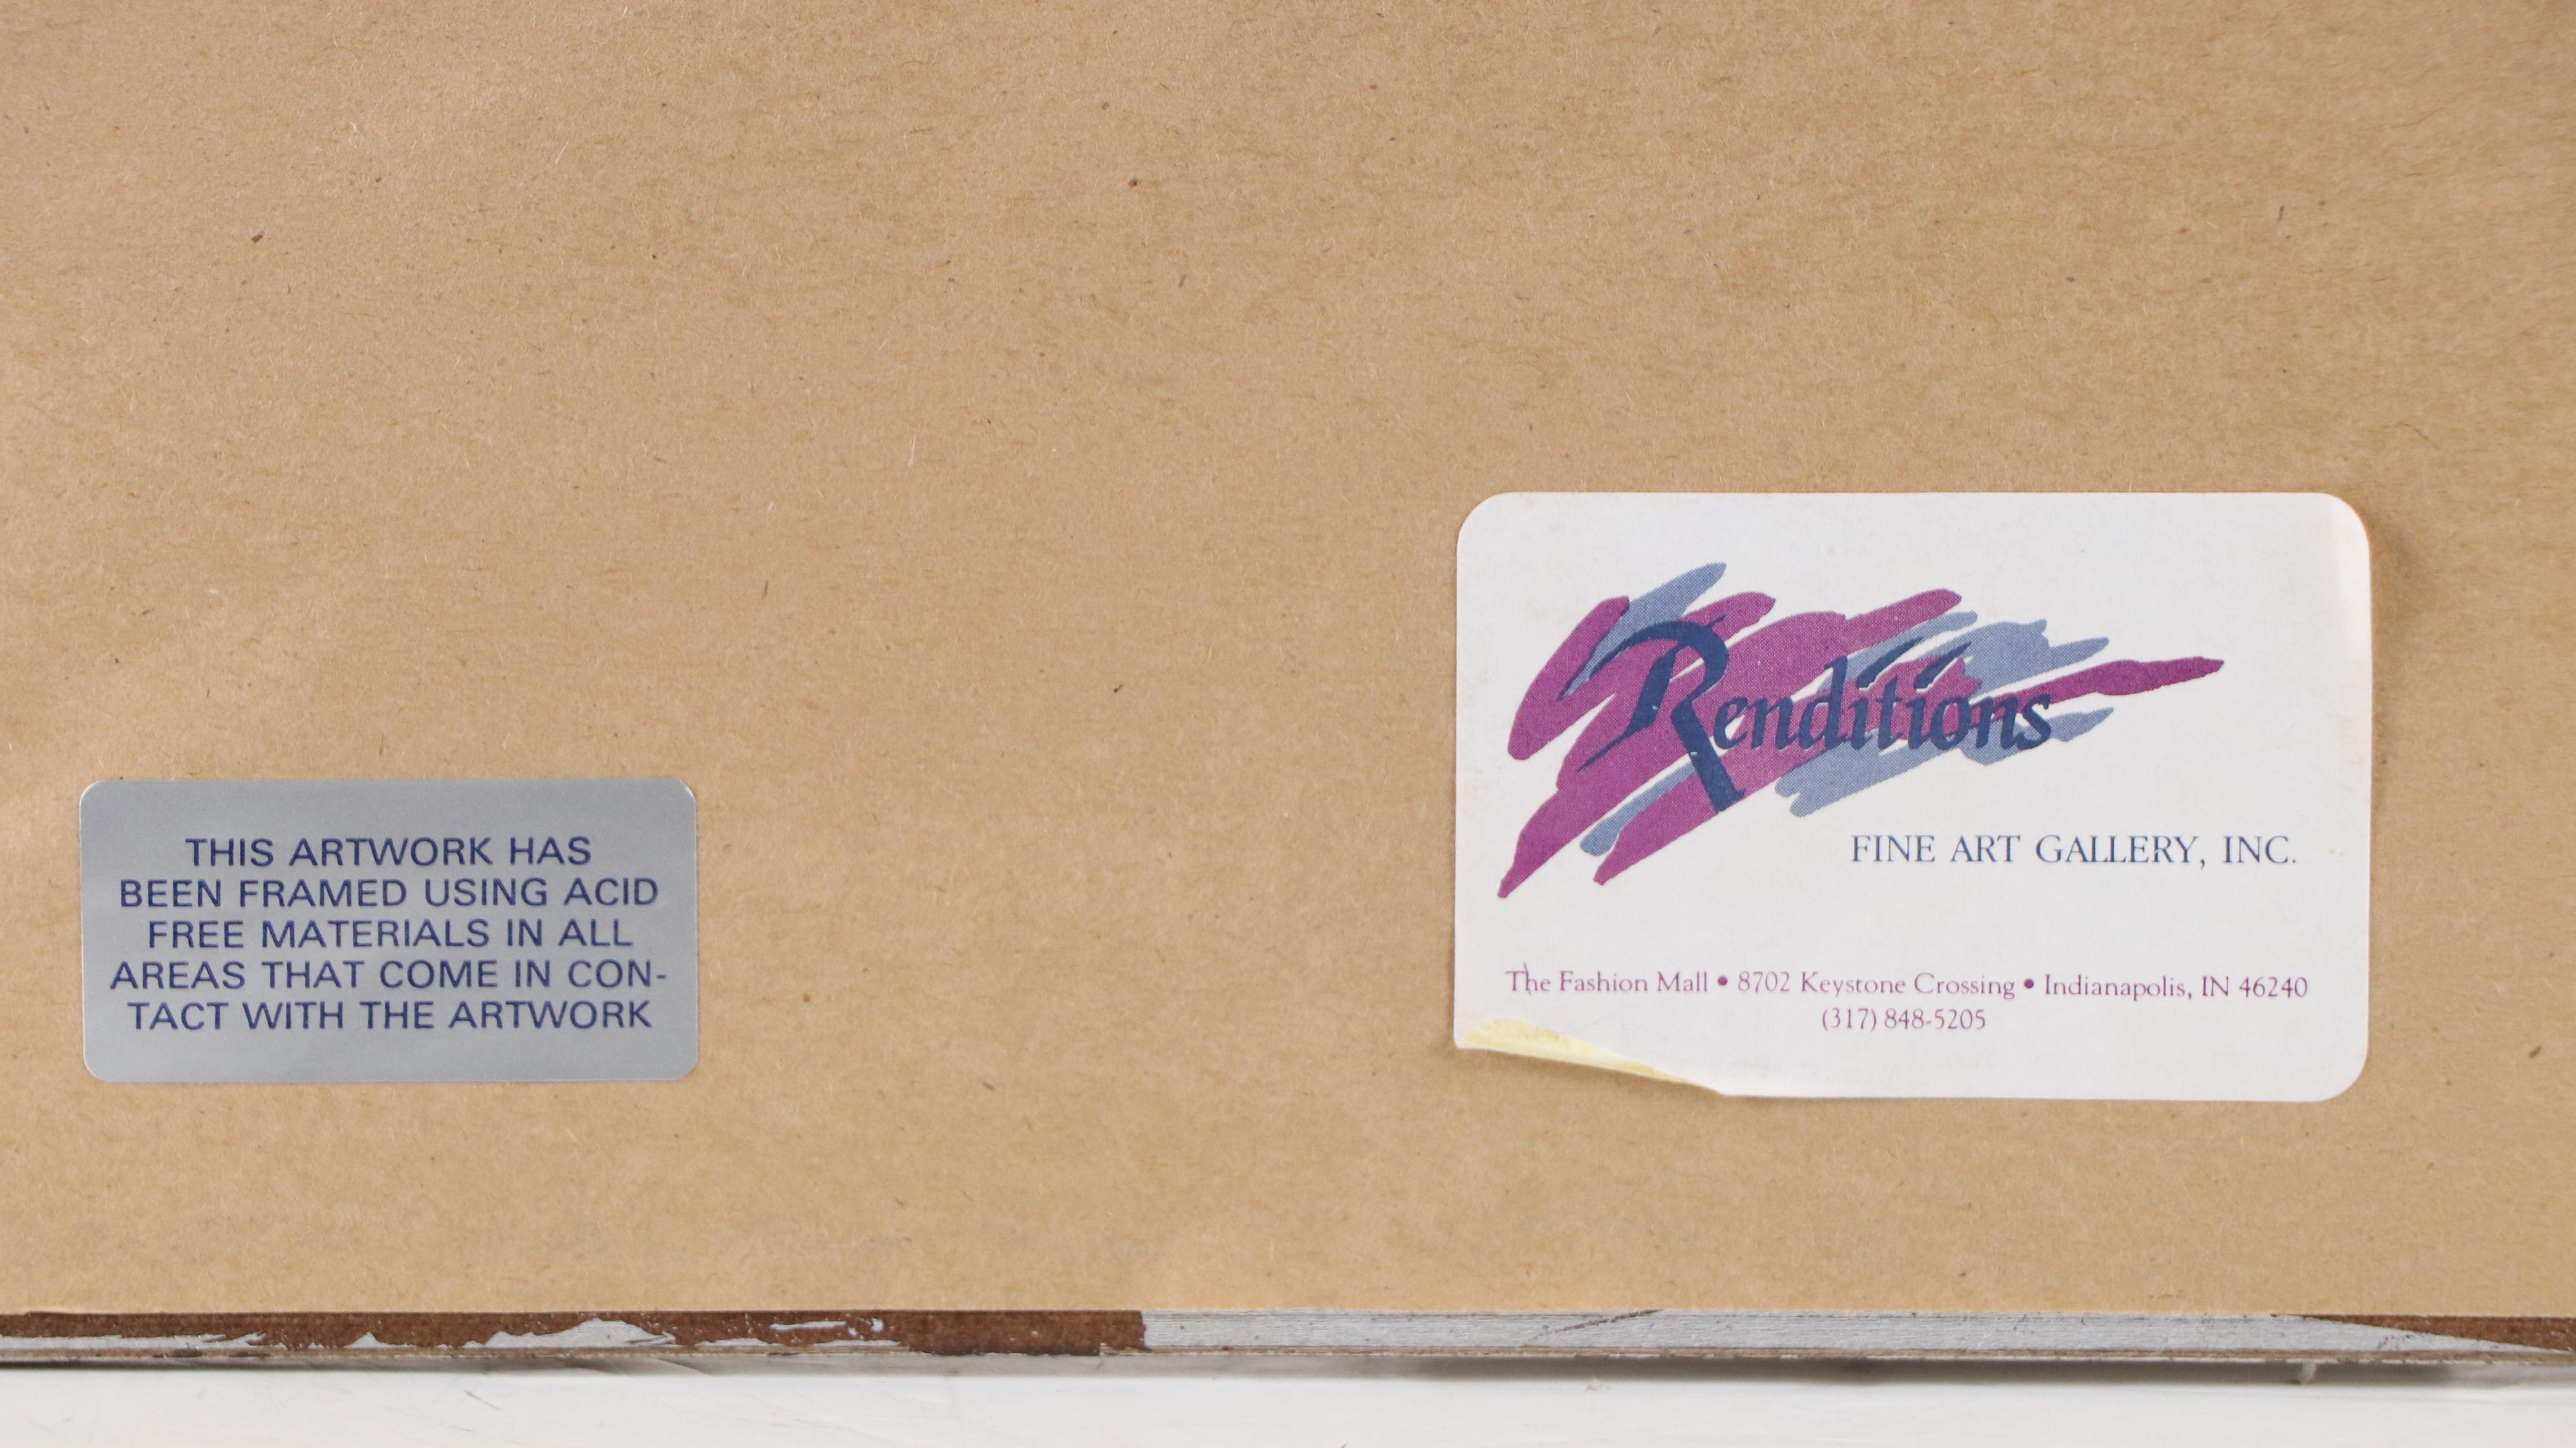 THIS ARTWORK HAS
BEEN FRAMED USING ACID
FREE MATERIALS IN ALL
AREAS THAT COME IN CON-
TACT WITH THE ARTWORK
Renditions
FINE ART GALLERY, INC.
The Fashion Mall • 8702 Keystone Crossing • Indianapolis, IN 46240
(317) 848-5205